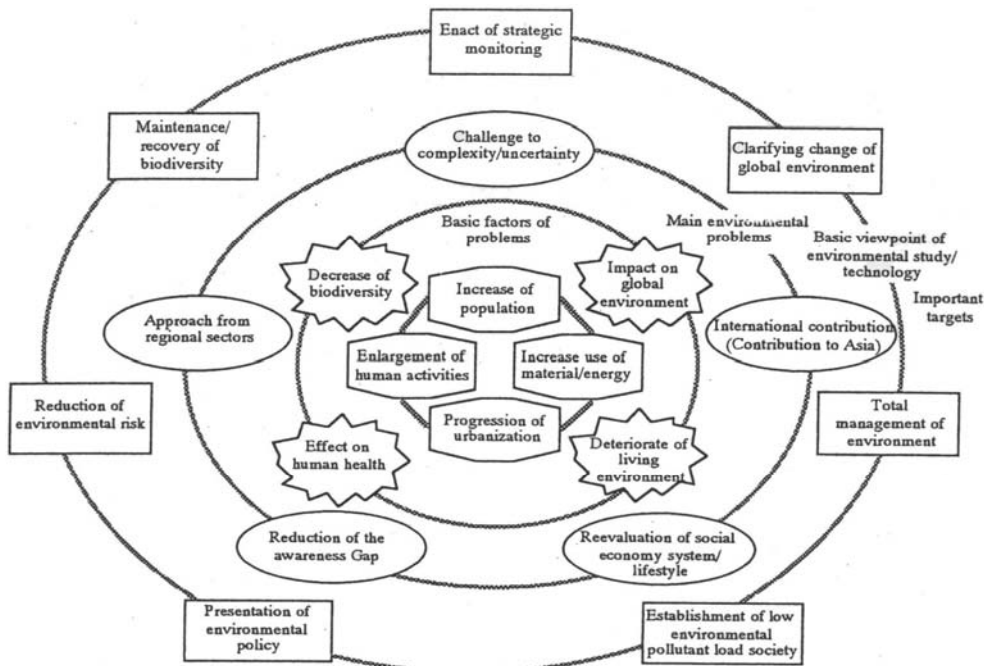 Enact of strategic
monitoring
Maintenance/
recovery of
biodiversity
Challenge to
complexity/uncertainty
Clarifying change of
global environment
Basic factors of
problems
Main environmental
problems
Basic viewpoint of
environmental study/
technology
Important
targets
Decrease of
biodiversity
Increase of
population
Impact on
global
environment
Approach from
regional sectors
Enlargement of
human activities
Increase use of
material/energy
International contribution
(Contribution to Asia)
Reduction of
environmental risk
Progression of
urbanization
Total
management of
environment
Effect on
human health
Deteriorate of
living
environment
Reduction of the
awareness Gap
Reevaluation of social
economy system/
lifestyle
Presentation of
environmental
policy
Establishment of low
environmental
pollutant load society